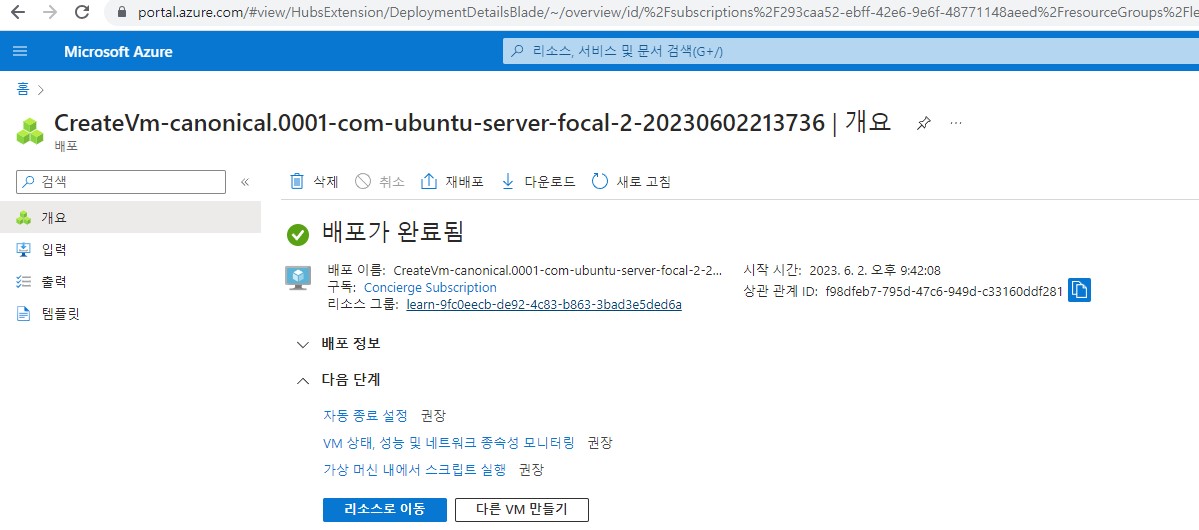 portal.azure.com/#view/HubsExtension/DeploymentDetailsBlade/~/overview/id/%2Fsubscriptions%2F293caa52-ebff-42e6-9e6f-48771148aeed%2FresourceGroups%2Fle
Microsoft Azure
리소스, 서비스 및 문서 검색(G+/)
홈
CreateVm-canonical.0001-com-ubuntu-server-focal-2-20230602213736 | 개요
배포
검색
삭제 취소 재배포 다운로드 새로 고침
개요
입력
출력
템플릿
배포가 완료됨
배포 이름: CreateVm-canonical.0001-com-ubuntu-server-focal-2-2...
구독: Concierge Subscription
리소스 그룹: learn-9fc0eecb-de92-4c83-b863-3bad3e5ded6a
시작 시간: 2023. 6. 2. 오후 9:42:08
상관 관계 ID: f98dfeb7-795d-47c6-949d-c33160ddf281
배포 정보
다음 단계
자동 종료 설정 권장
VM 상태, 성능 및 네트워크 종속성 모니터링 권장
가상 머신 내에서 스크립트 실행 권장
리소스로 이동 다른 VM 만들기